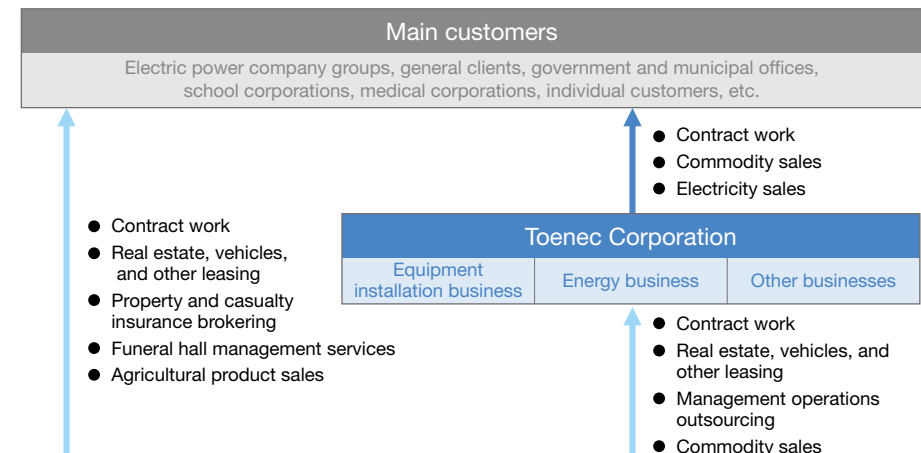 Main customers
Electric power company groups, general clients, government and municipal offices,
school corporations, medical corporations, individual customers, etc.
● Contract work
● Commodity sales
● Electricity sales
● Contract work
● Real estate, vehicles,
and other leasing
● Property and casualty
insurance brokering
● Funeral hall management services
● Agricultural product sales
Toenec Corporation
Equipment
installation business
Energy business
Other businesses
● Contract work
● Real estate, vehicles, and
other leasing
● Management operations
outsourcing
● Commodity sales